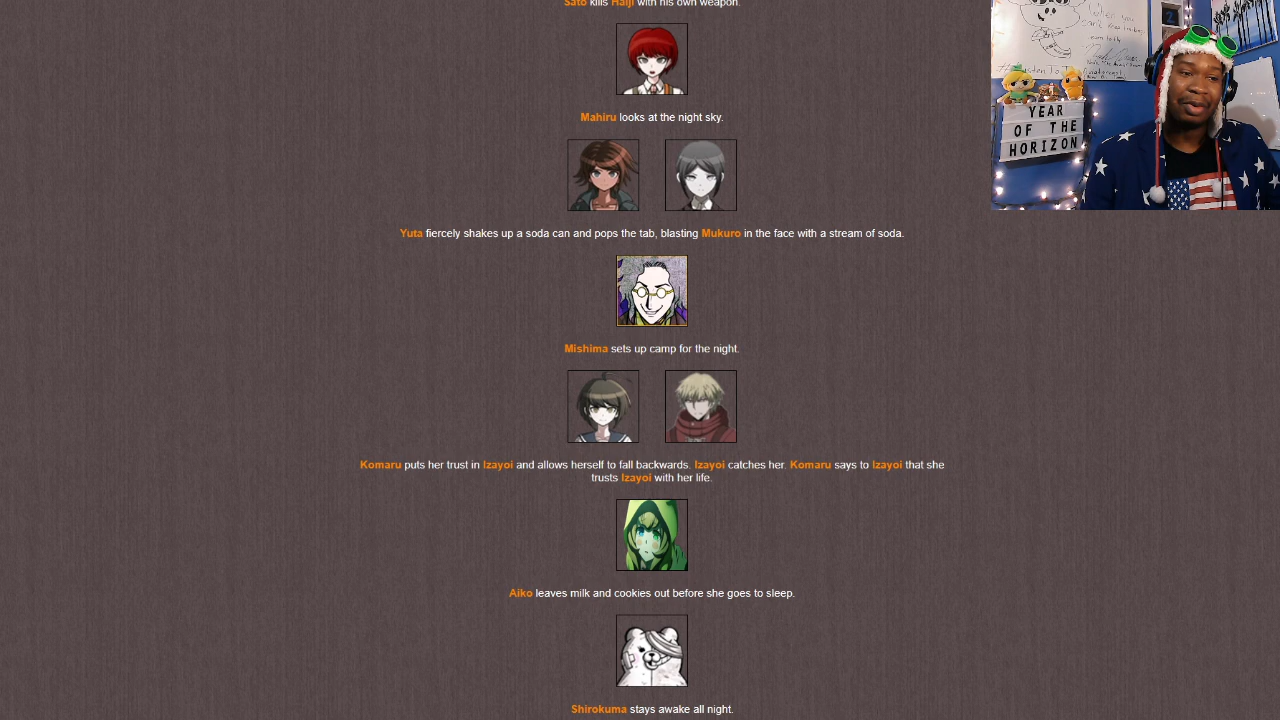 Sato kills Haiji with his own weapon.
Mahiru looks at the night sky.
Yuta fiercely shakes up a soda can and pops the tab, blasting Mukuro in the face with a stream of soda.
Mishima sets up camp for the night.
Komaru puts her trust in Izayoi and allows herself to fall backwards. Izayoi catches her. Komaru says to Izayoi that she
trusts Izayoi with her life.
Aiko leaves milk and cookies out before she goes to sleep.
Shirokuma stays awake all night.
YEAR
OF THE
HORIZON
2